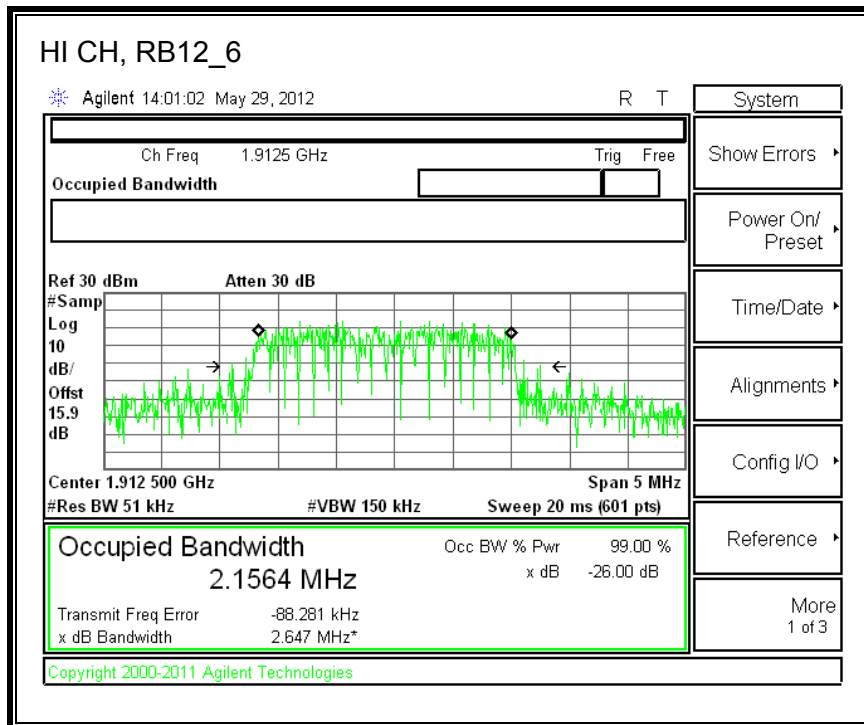 HI CH, RB12_6
Agilent 14:01:02 May 29, 2012 R T
System
Ch Freq 1.9125 GHz Trig Free
Occupied Bandwidth
Show Errors
Power On/
Preset
Time/Date
Alignments
Config I/O
Reference
More
1 of 3
Ref 30 dBm Atten 30 dB
#Samp
Log
10
dB/
Offst
15.9
dB
Center 1.912 500 GHz Span 5 MHz
#Res BW 51 kHz #VBW 150 kHz Sweep 20 ms (601 pts)
Occupied Bandwidth Occ BW % Pwr 99.00 %
2.1564 MHz x dB -26.00 dB
Transmit Freq Error -88.281 kHz
x dB Bandwidth 2.647 MHz*
Copyright 2000-2011 Agilent Technologies